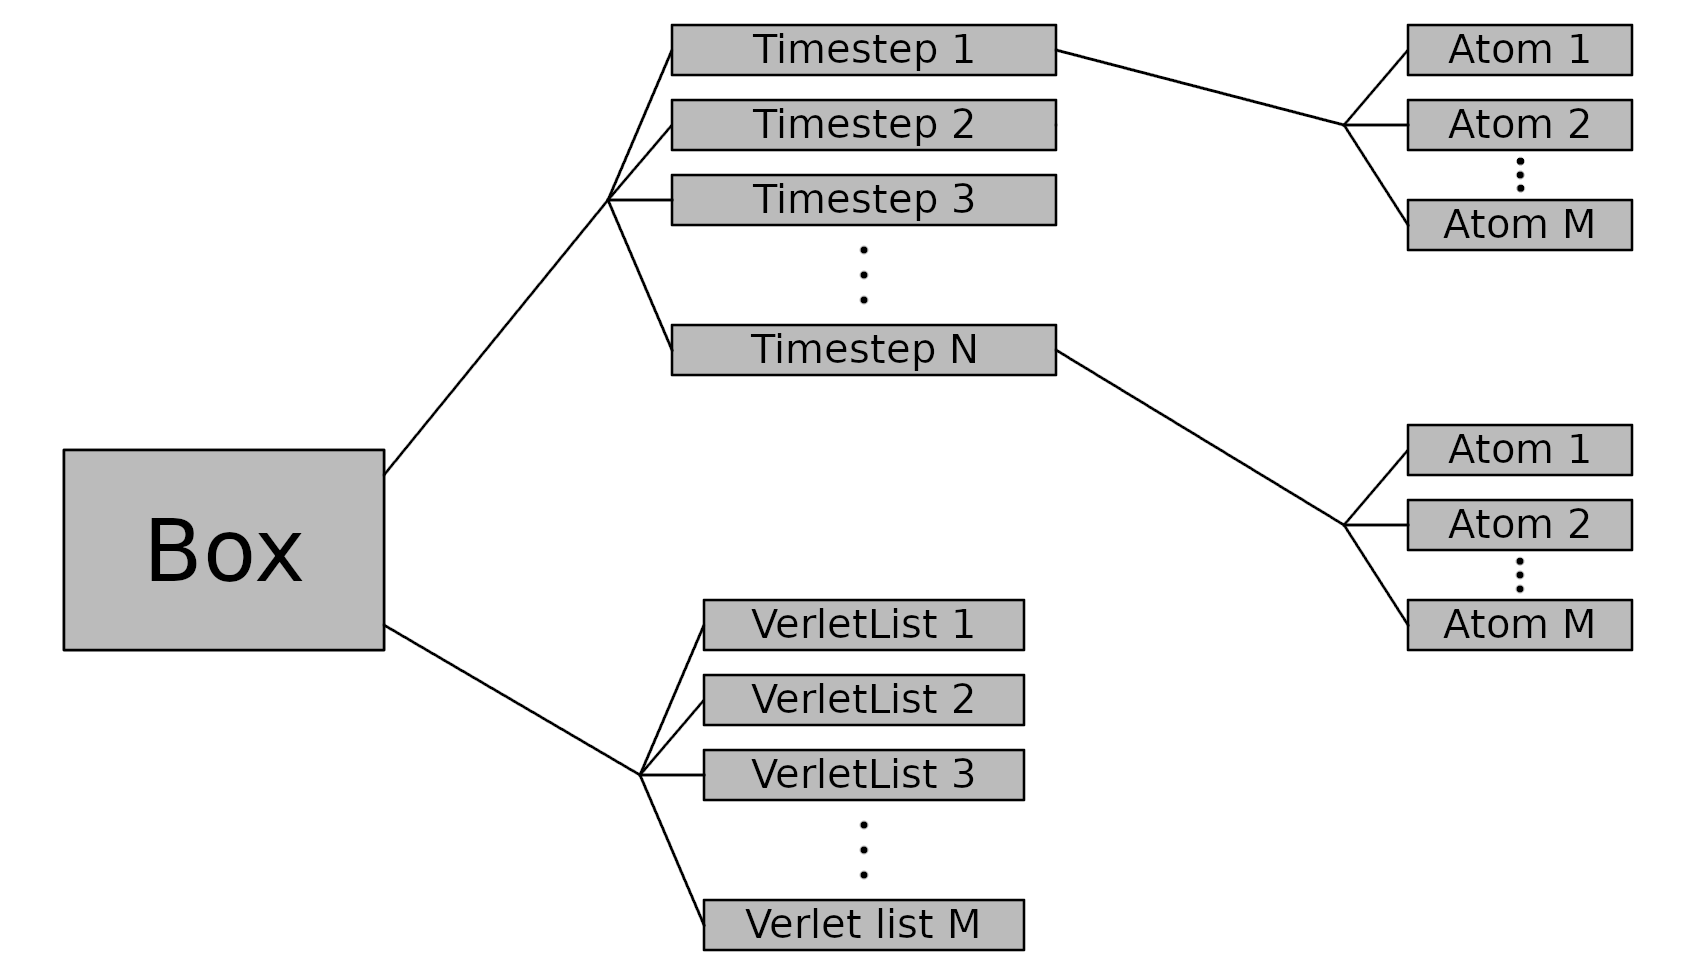 Timestep 1
Timestep 2
Timestep 3
Timestep N
Atom 1
Atom 2
Atom M
Box
Atom 1
Atom 2
Atom M
VerletList 1
VerletList 2
VerletList 3
Verlet list M